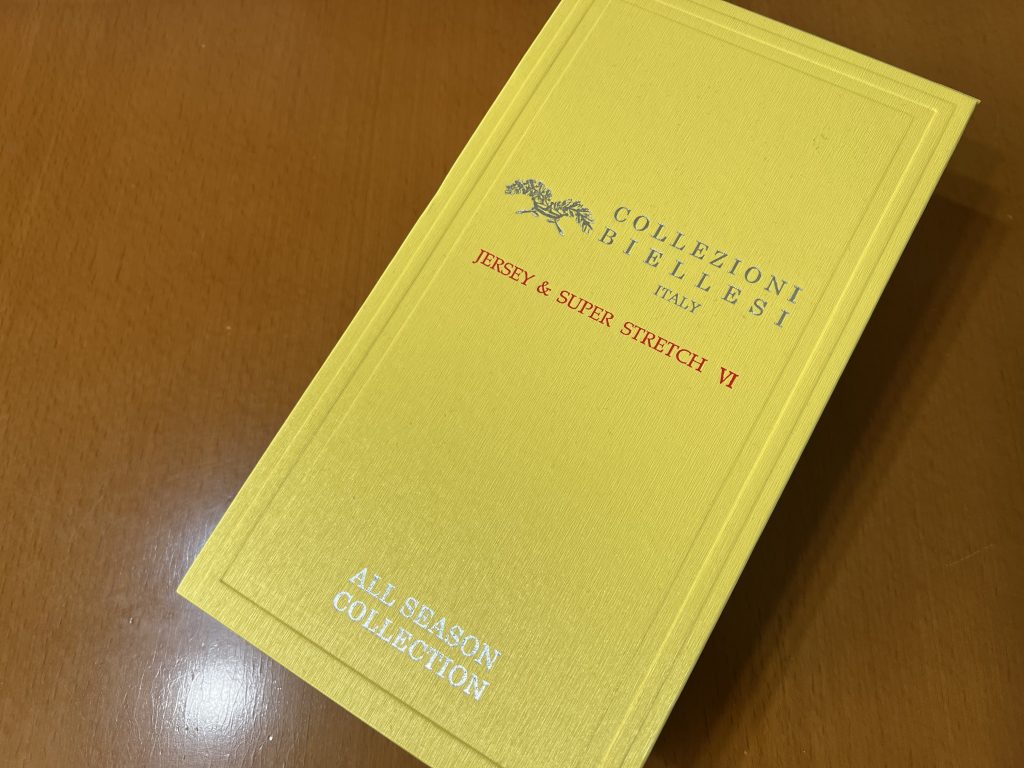 COLLEZIONI
BIELLESI
ITALY
JERSEY & SUPER STRETCH VI
ALL SEASON
COLLECTION